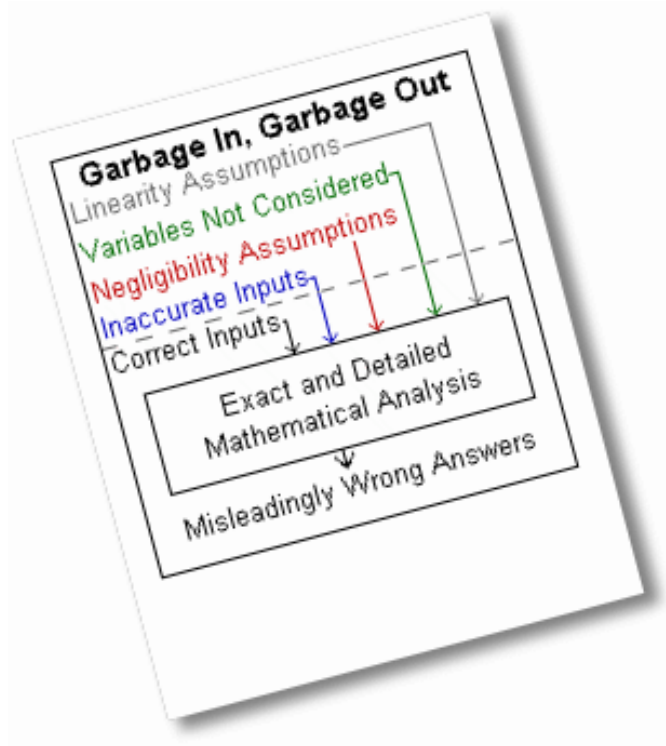 Garbage In, Garbage Out
Linearity Assumptions
Variables Not Considered
Negligibility Assumptions
Inaccurate Inputs
Correct Inputs
Exact and Detailed
Mathematical Analysis
Misleadingly Wrong Answers